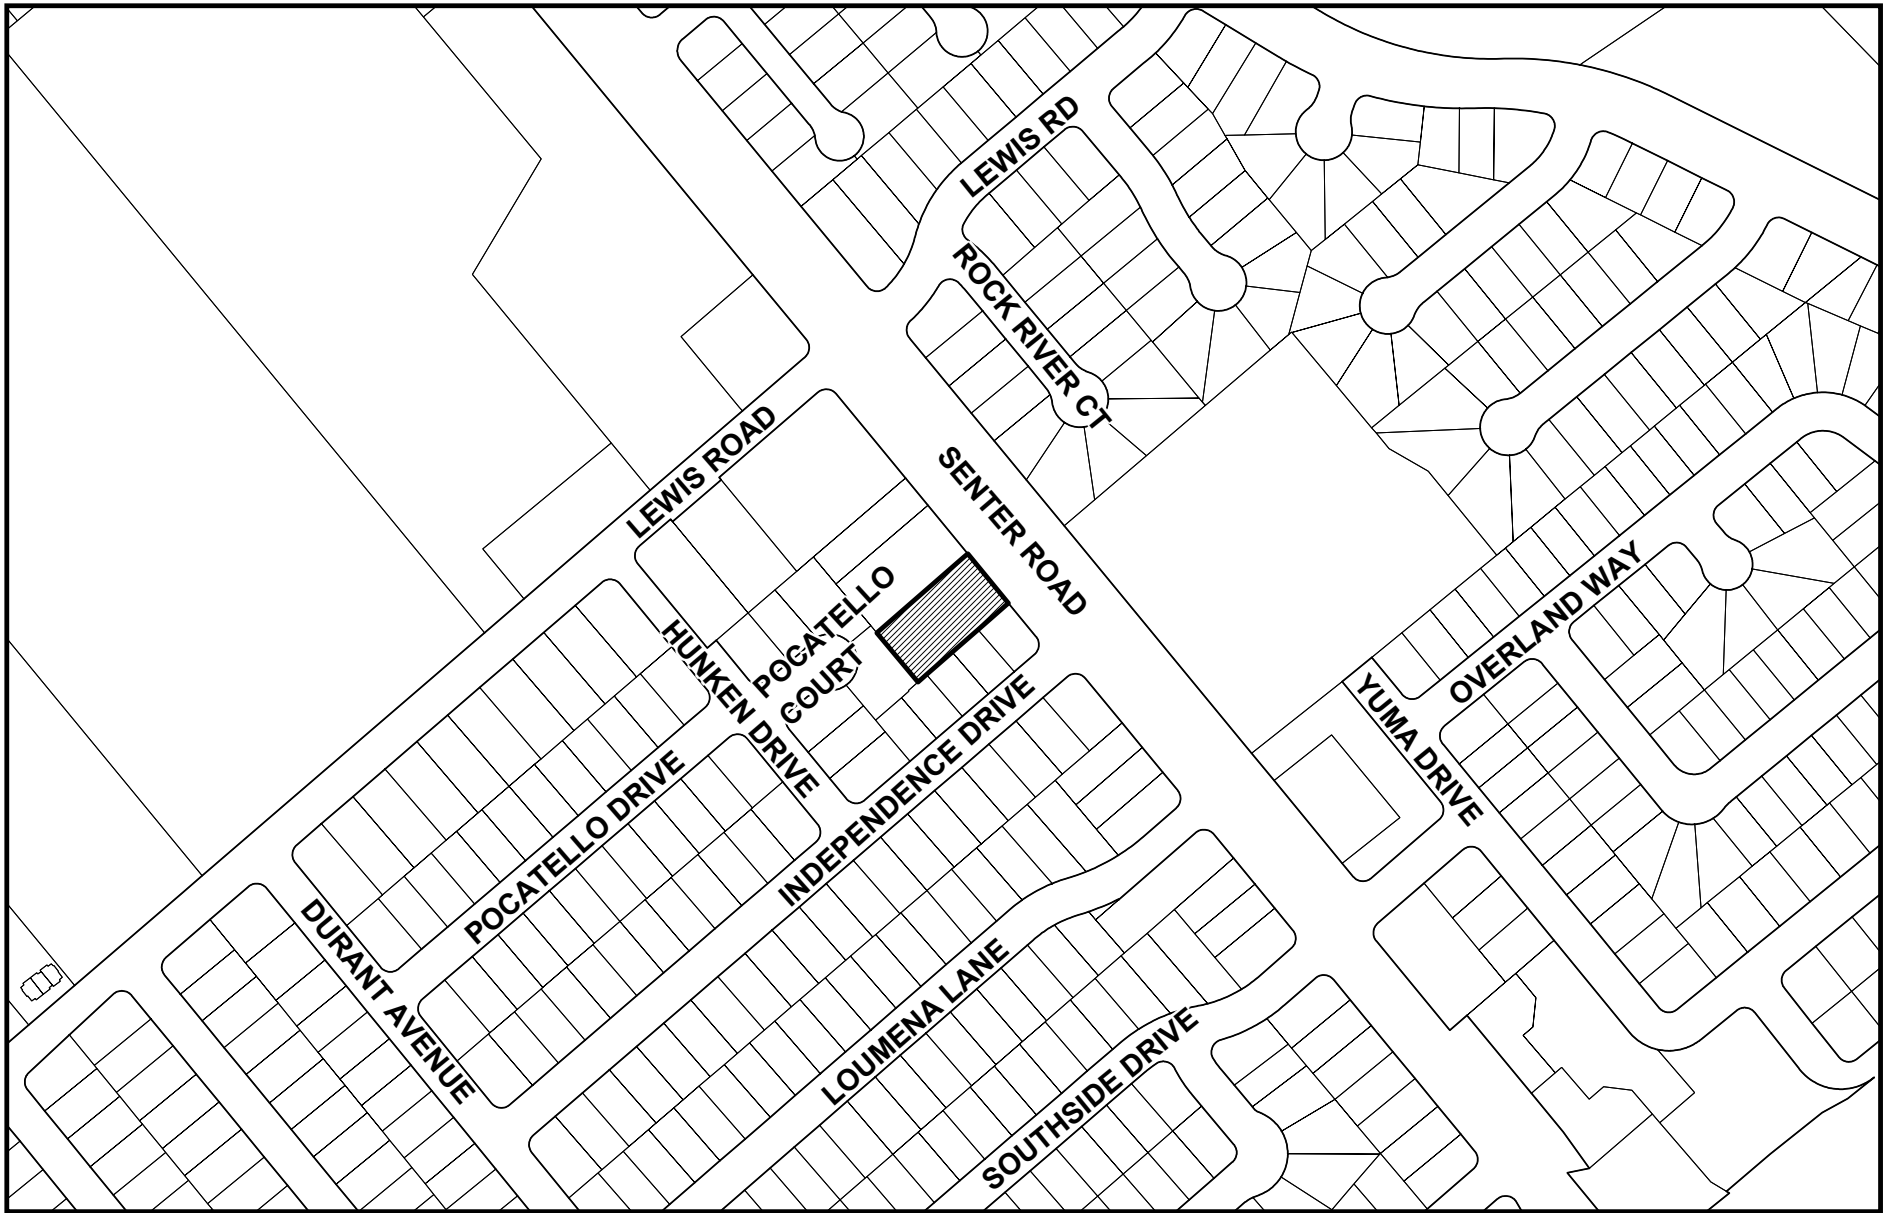 LEWIS RD
ROCK RIVER CT
LEWIS ROAD
SENTER ROAD
POCATELLO
COURT
HUNKEN DRIVE
OVERLAND WAY
YUMA DRIVE
POCATELLO DRIVE
INDEPENDENCE DRIVE
DURANT AVENUE
LOUMENA LANE
SOUTHSIDE DRIVE